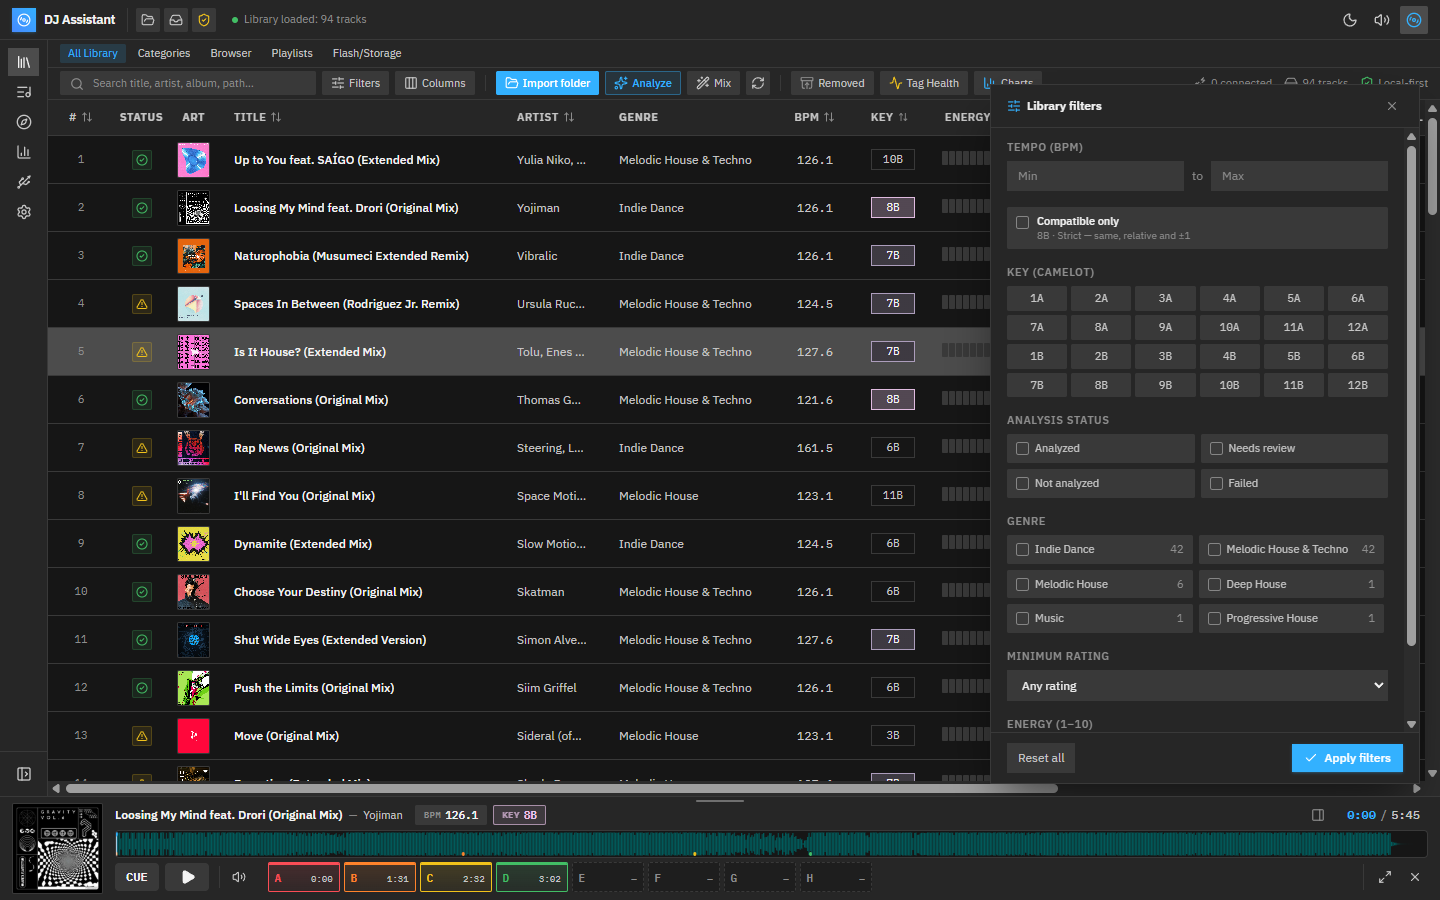 DJ Assistant
Library loaded: 94 tracks
All Library Categories Browser Playlists Flash/Storage
Search title, artist, album, path... Filters Columns Import folder Analyze Mix Removed Tag Health Charts 0 connected 94 tracks Local-first
# STATUS ART TITLE ARTIST GENRE BPM KEY ENERGY
1 Up to You feat. SAÍGO (Extended Mix) Yulia Niko, ... Melodic House & Techno 126.1 10B
2 Loosing My Mind feat. Drori (Original Mix) Yojiman Indie Dance 126.1 8B
3 Naturophobia (Musumeci Extended Remix) Vibralic Indie Dance 126.1 7B
4 Spaces In Between (Rodriguez Jr. Remix) Ursula Ruc... Melodic House & Techno 124.5 7B
5 Is It House? (Extended Mix) Tolu, Enes ... Melodic House & Techno 127.6 7B
6 Conversations (Original Mix) Thomas G... Melodic House & Techno 121.6 8B
7 Rap News (Original Mix) Steering, L... Indie Dance 161.5 6B
8 I'll Find You (Original Mix) Space Moti... Melodic House 123.1 11B
9 Dynamite (Extended Mix) Slow Motio... Indie Dance 124.5 6B
10 Choose Your Destiny (Original Mix) Skatman Melodic House & Techno 126.1 6B
11 Shut Wide Eyes (Extended Version) Simon Alve... Melodic House & Techno 127.6 7B
12 Push the Limits (Original Mix) Siim Griffel Melodic House & Techno 126.1 6B
13 Move (Original Mix) Sideral (of... Melodic House 123.1 3B
Library filters
TEMPO (BPM)
Min to Max
Compatible only
8B · Strict — same, relative and ±1
KEY (CAMELOT)
1A 2A 3A 4A 5A 6A
7A 8A 9A 10A 11A 12A
1B 2B 3B 4B 5B 6B
7B 8B 9B 10B 11B 12B
ANALYSIS STATUS
Analyzed Needs review
Not analyzed Failed
GENRE
Indie Dance 42 Melodic House & Techno 42
Melodic House 6 Deep House 1
Music 1 Progressive House 1
MINIMUM RATING
Any rating
ENERGY (1–10)
Reset all Apply filters
GRAVITY
VOL.
Loosing My Mind feat. Drori (Original Mix) — Yojiman BPM 126.1 KEY 8B 0:00 / 5:45
CUE A 0:00 B 1:31 C 2:32 D 3:02 E – F – G – H –